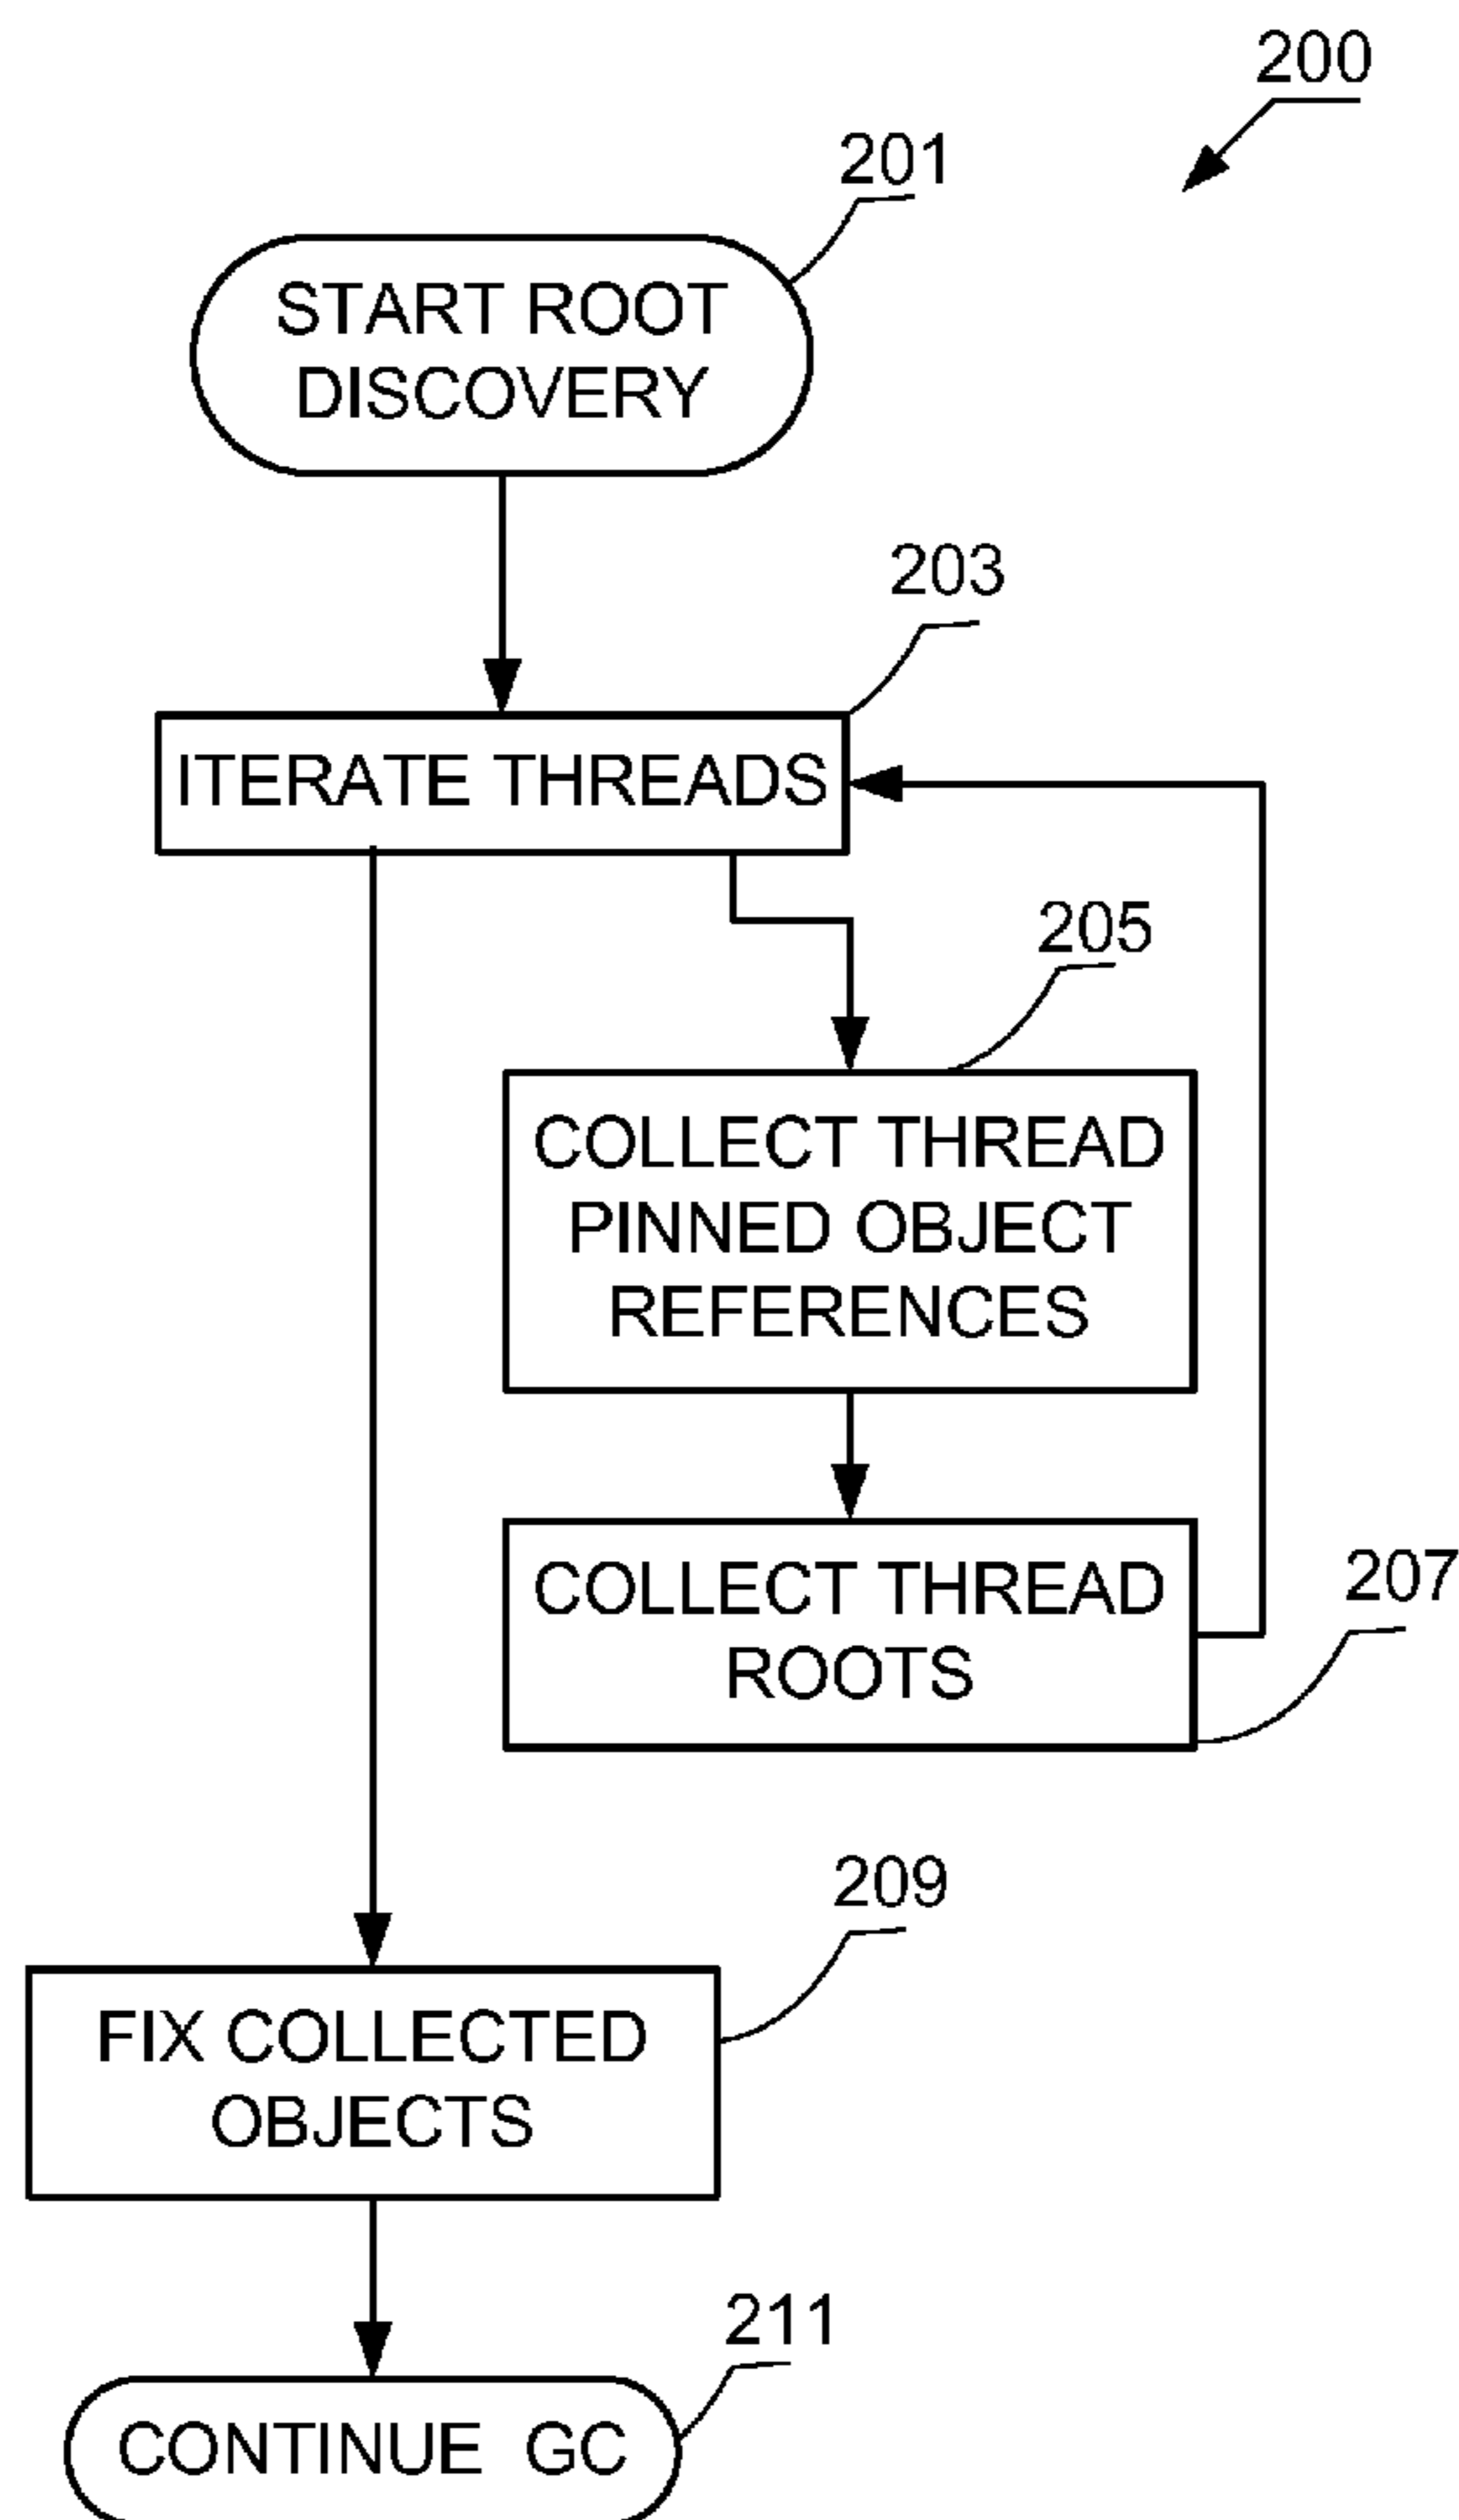 200
201
START ROOT
DISCOVERY
203
ITERATE THREADS
205
COLLECT THREAD
PINNED OBJECT
REFERENCES
COLLECT THREAD
ROOTS
207
209
FIX COLLECTED
OBJECTS
211
CONTINUE GC